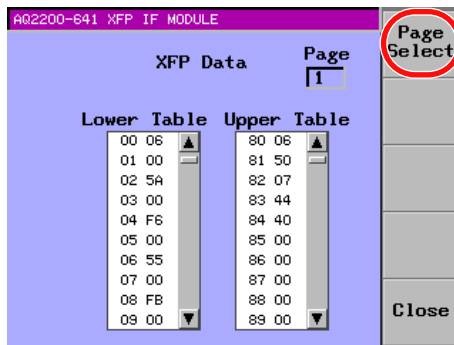 AQ2200-641 XFP IF MODULE
Page
Select
XFP Data
Page
1
Lower Table
Upper Table
00 06
01 00
02 5A
03 00
04 F6
05 00
06 55
07 00
08 FB
09 00
80 06
81 50
82 07
83 44
84 40
85 00
86 00
87 00
88 00
89 00
Close